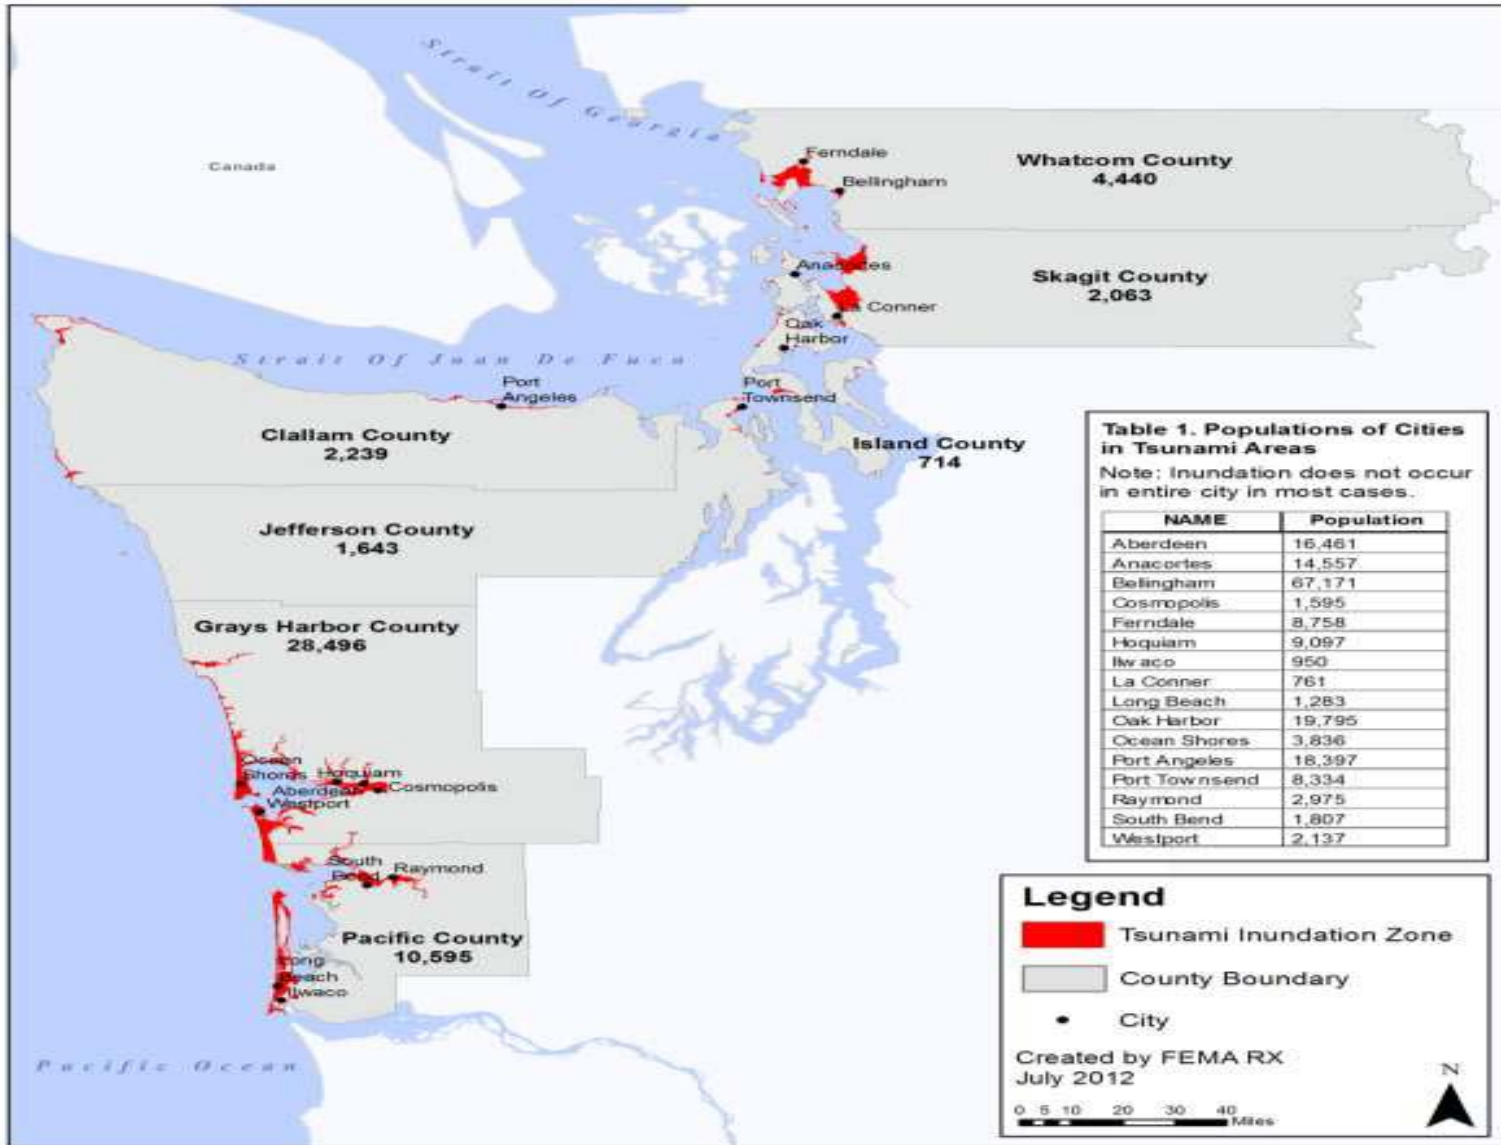 Strait Of Georgia
Canada
Ferndale
Bellingham
Whatcom County
4,440
Anacortes
Skagit County
2,063
La Conner
Oak
Harbor
Strait Of Juan De Fuca
Port
Angeles
Port
Townsend
Clallam County
2,239
Island County
714
Jefferson County
1,643
Grays Harbor County
28,496
Ocean
Shores
Hoquiam
Aberdeen
Cosmopolis
Westport
South
Bend
Raymond
Pacific County
10,595
Long
Beach
Ilwaco
Pacific Ocean
Table 1. Populations of Cities
in Tsunami Areas
Note: Inundation does not occur
in entire city in most cases.
NAME Population
Aberdeen 16,461
Anacortes 14,557
Bellingham 67,171
Cosmopolis 1,595
Ferndale 8,758
Hoquiam 9,097
Ilwaco 950
La Conner 761
Long Beach 1,283
Oak Harbor 19,795
Ocean Shores 3,836
Port Angeles 18,397
Port Townsend 8,334
Raymond 2,975
South Bend 1,807
Westport 2,137
Legend
Tsunami Inundation Zone
County Boundary
City
Created by FEMA RX
July 2012
N
0 5 10 20 30 40
Miles